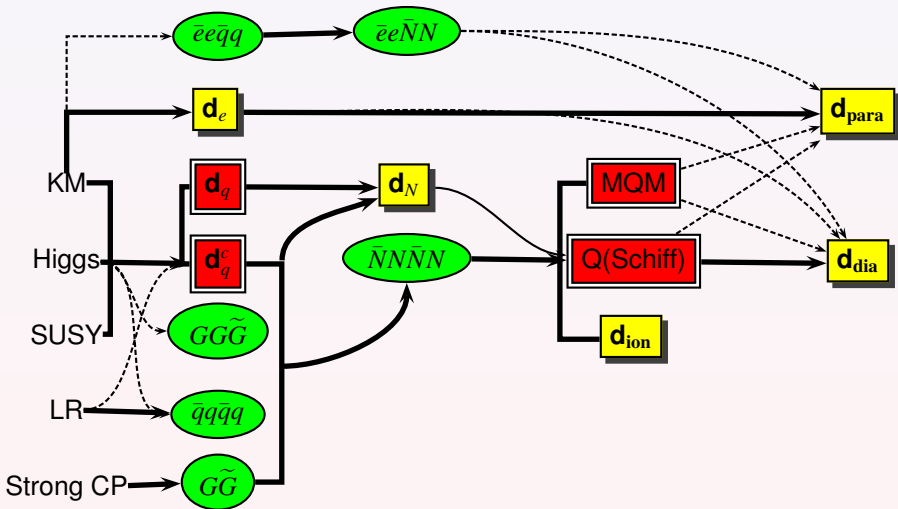 ēeq̄q
ēeN̄N
d_e
d_para
KM
d_q
d_N
MQM
Higgs
d_q^c
N̄NN̄N
Q(Schiff)
d_dia
SUSY
GGG̃
d_ion
LR
q̄qq̄q
Strong CP
GG̃